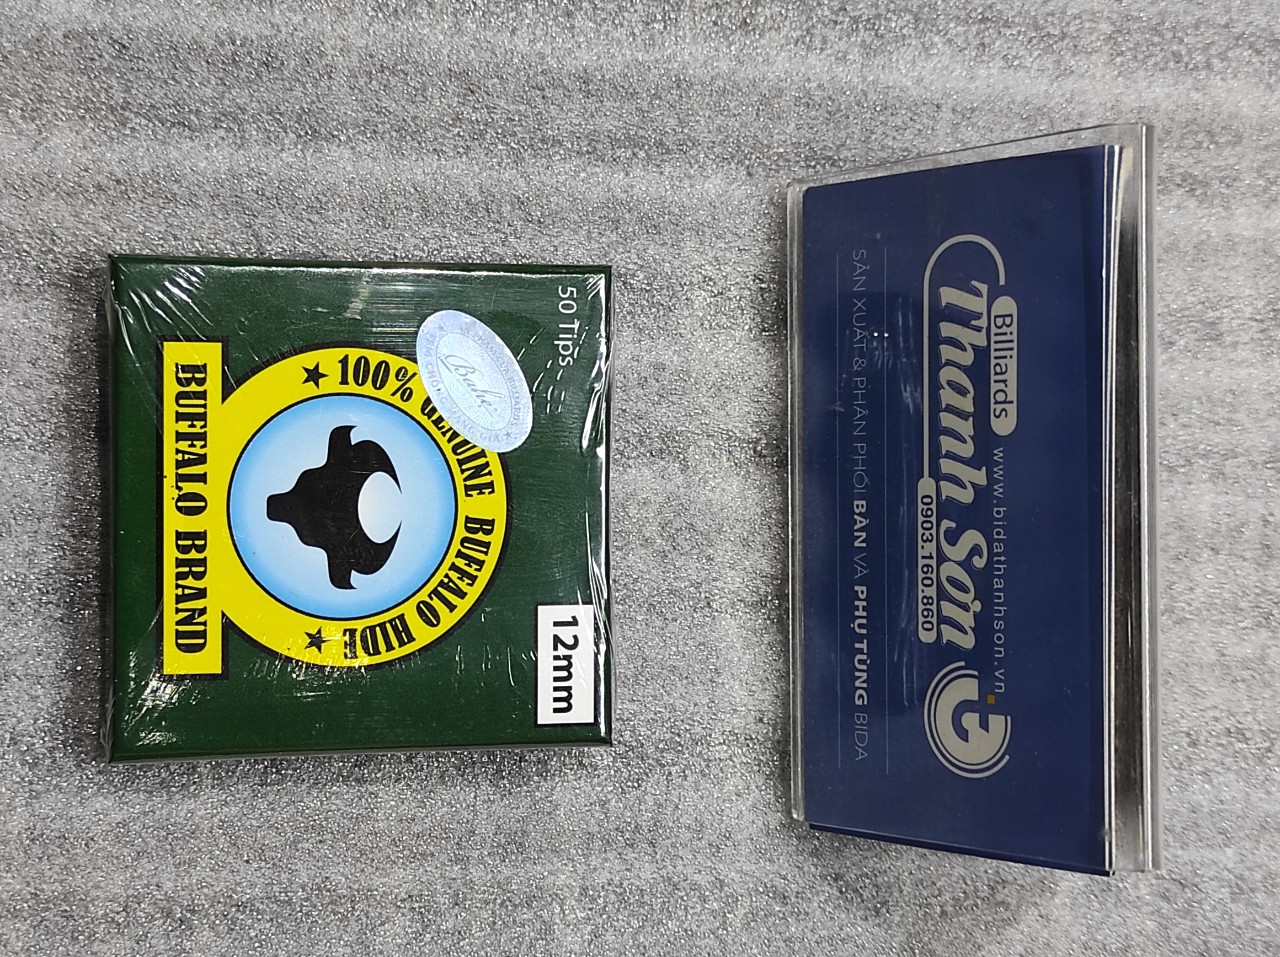 50 Tips
12mm
★ 100% GENUINE BUFFALO HIDE ★
BUFFALO BRAND
Billiards
www.bidathanhson.vn
Thanh Sơn
0903.160.860
SẢN XUẤT & PHÂN PHỐI BÀN VÀ PHỤ TÙNG BIDA